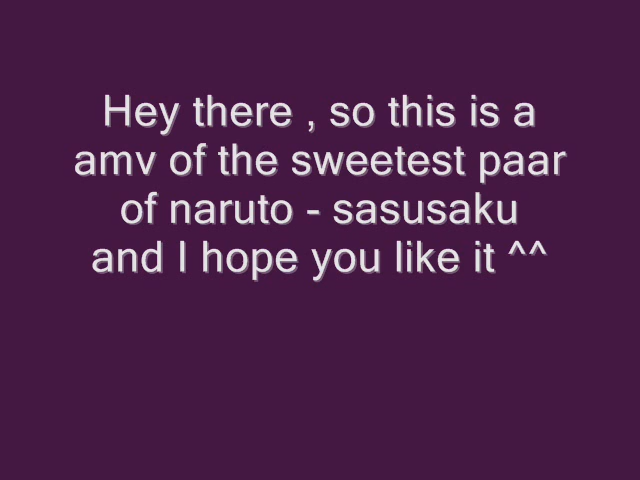 Hey there , so this is a
amv of the sweetest paar
of naruto - sasusaku
and I hope you like it ^^